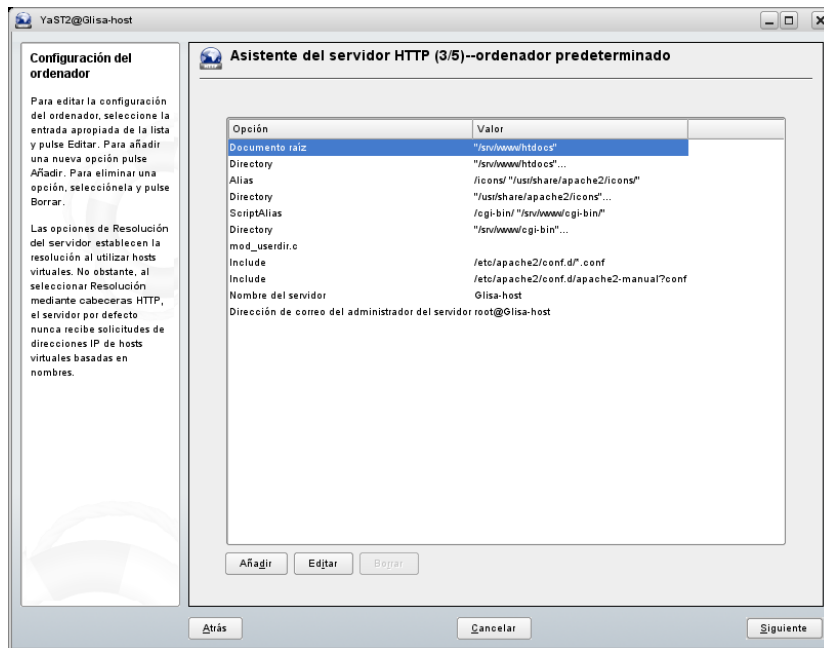 YaST2@Glisa-host
Configuración del
ordenador
Para editar la configuración
del ordenador, seleccione la
entrada apropiada de la lista
y pulse Editar. Para añadir
una nueva opción pulse
Añadir. Para eliminar una
opción, selecciónela y pulse
Borrar.
Las opciones de Resolución
del servidor establecen la
resolución al utilizar hosts
virtuales. No obstante, al
seleccionar Resolución
mediante cabeceras HTTP,
el servidor por defecto
nunca recibe solicitudes de
direcciones IP de hosts
virtuales basadas en
nombres.
HTTP
Asistente del servidor HTTP (3/5)--ordenador predeterminado
Opción Valor
Documento raíz "/srv/www/htdocs"
Directory "/srv/www/htdocs"...
Alias /icons/ "/usr/share/apache2/icons/"
Directory "/usr/share/apache2/icons"...
ScriptAlias /cgi-bin/ "/srv/www/cgi-bin/"
Directory "/srv/www/cgi-bin"...
mod_userdir.c
Include /etc/apache2/conf.d/*.conf
Include /etc/apache2/conf.d/apache2-manual?conf
Nombre del servidor Glisa-host
Dirección de correo del administrador del servidor root@Glisa-host
Añadir Editar Borrar
Atrás Cancelar Siguiente